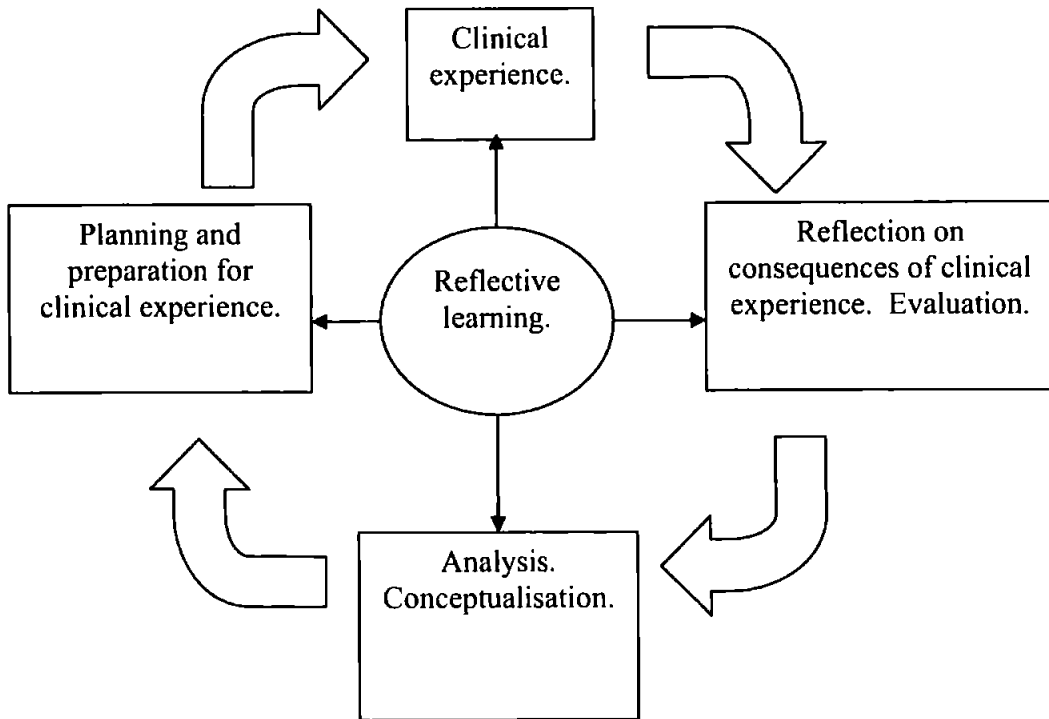 Clinical
experience.
Planning and
preparation for
clinical experience.
Reflective
learning.
Reflection on
consequences of clinical
experience.  Evaluation.
Analysis.
Conceptualisation.